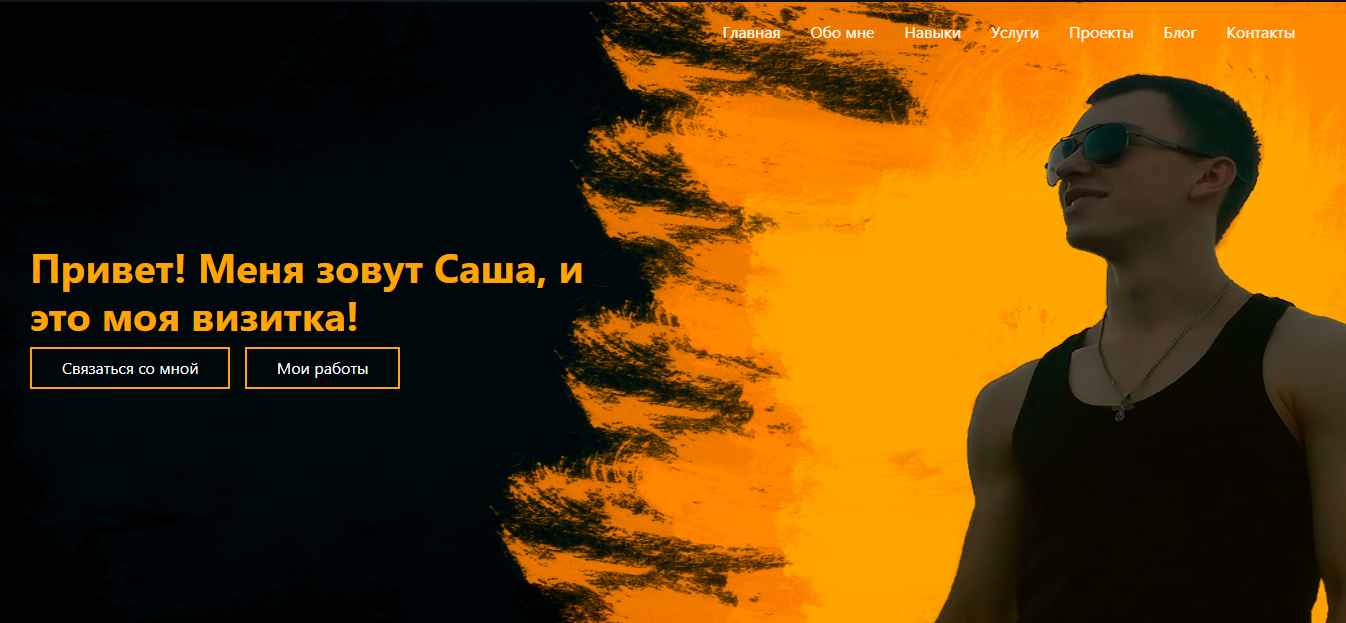 Главная Обо мне Навыки Услуги Проекты Блог Контакты
Привет! Меня зовут Саша, и
это моя визитка!
Связаться со мной Мои работы